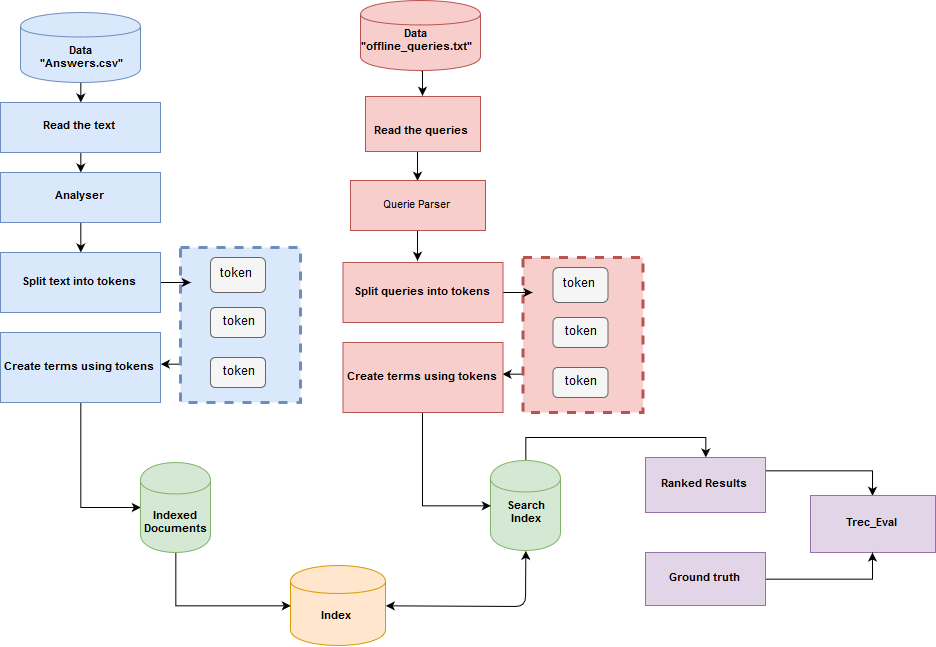 Data
"Answers.csv"
Read the text
Analyser
Split text into tokens
token
token
token
Create terms using tokens
Data
"offline_queries.txt"
Read the queries
Querie Parser
Split queries into tokens
token
token
token
Create terms using tokens
Indexed
Documents
Index
Search
Index
Ranked Results
Trec_Eval
Ground truth